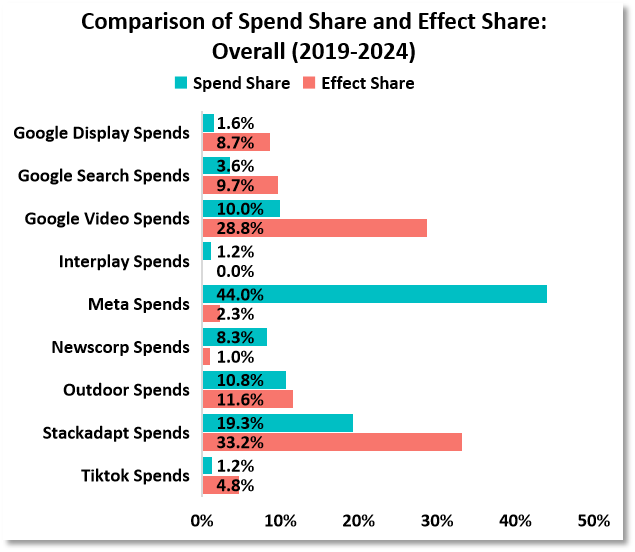 Comparison of Spend Share and Effect Share:
Overall (2019-2024)
Spend Share Effect Share
Google Display Spends 1.6%
8.7%
Google Search Spends 3.6%
9.7%
Google Video Spends 10.0%
28.8%
Interplay Spends 1.2%
0.0%
Meta Spends 44.0%
2.3%
Newscorp Spends 8.3%
1.0%
Outdoor Spends 10.8%
11.6%
Stackadapt Spends 19.3%
33.2%
Tiktok Spends 1.2%
4.8%
0% 10% 20% 30% 40% 50%